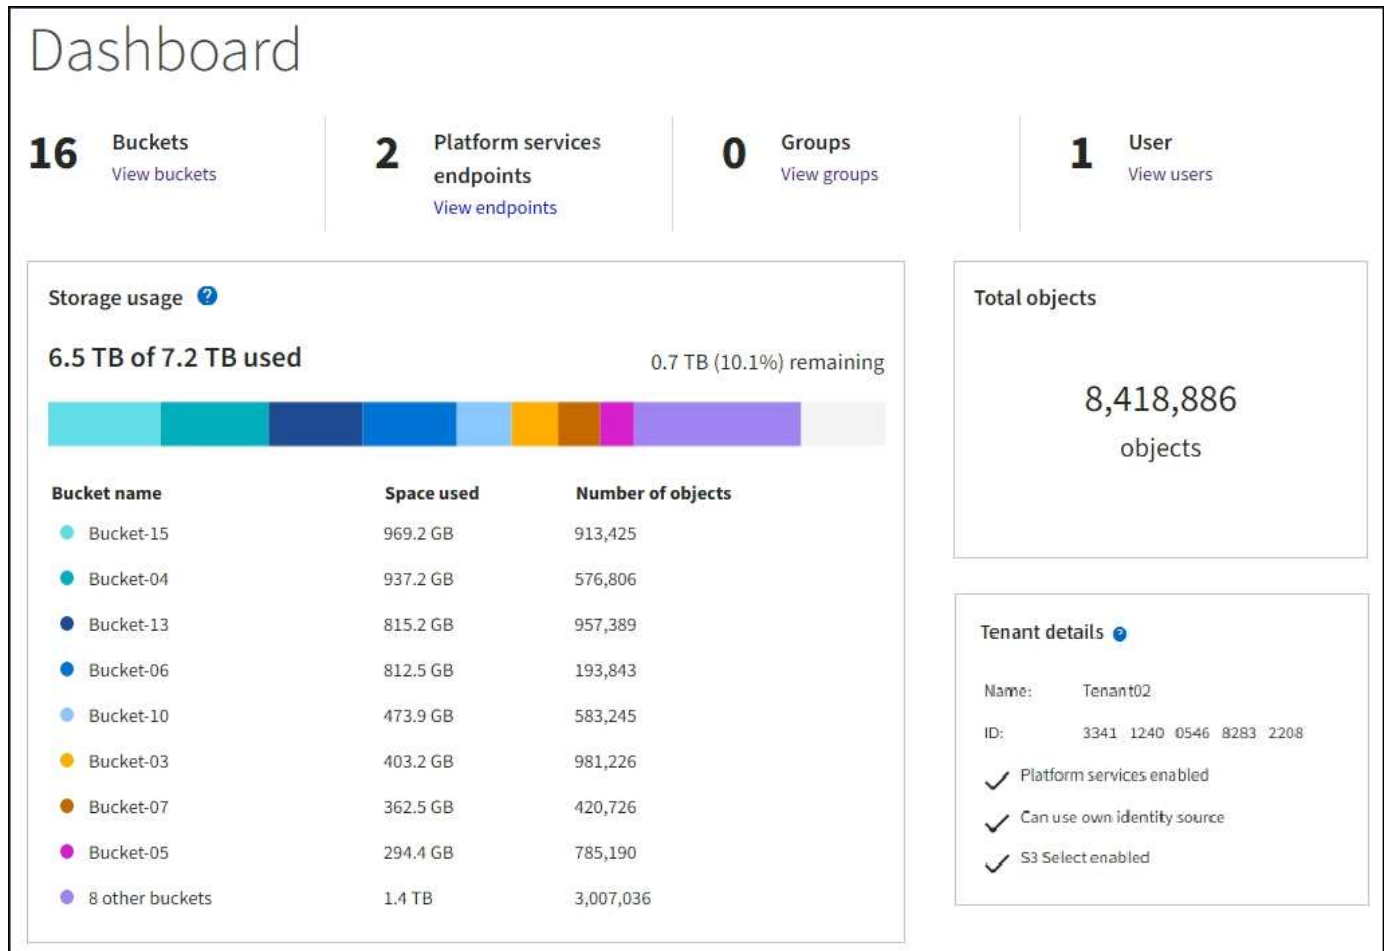 Dashboard
16 Buckets
View buckets
2 Platform services
endpoints
View endpoints
0 Groups
View groups
1 User
View users
Storage usage ?
6.5 TB of 7.2 TB used
0.7 TB (10.1%) remaining
Bucket name Space used Number of objects
Bucket-15 969.2 GB 913,425
Bucket-04 937.2 GB 576,806
Bucket-13 815.2 GB 957,389
Bucket-06 812.5 GB 193,843
Bucket-10 473.9 GB 583,245
Bucket-03 403.2 GB 981,226
Bucket-07 362.5 GB 420,726
Bucket-05 294.4 GB 785,190
8 other buckets 1.4 TB 3,007,036
Total objects
8,418,886
objects
Tenant details ?
Name: Tenant02
ID: 3341 1240 0546 8283 2208
Platform services enabled
Can use own identity source
S3 Select enabled